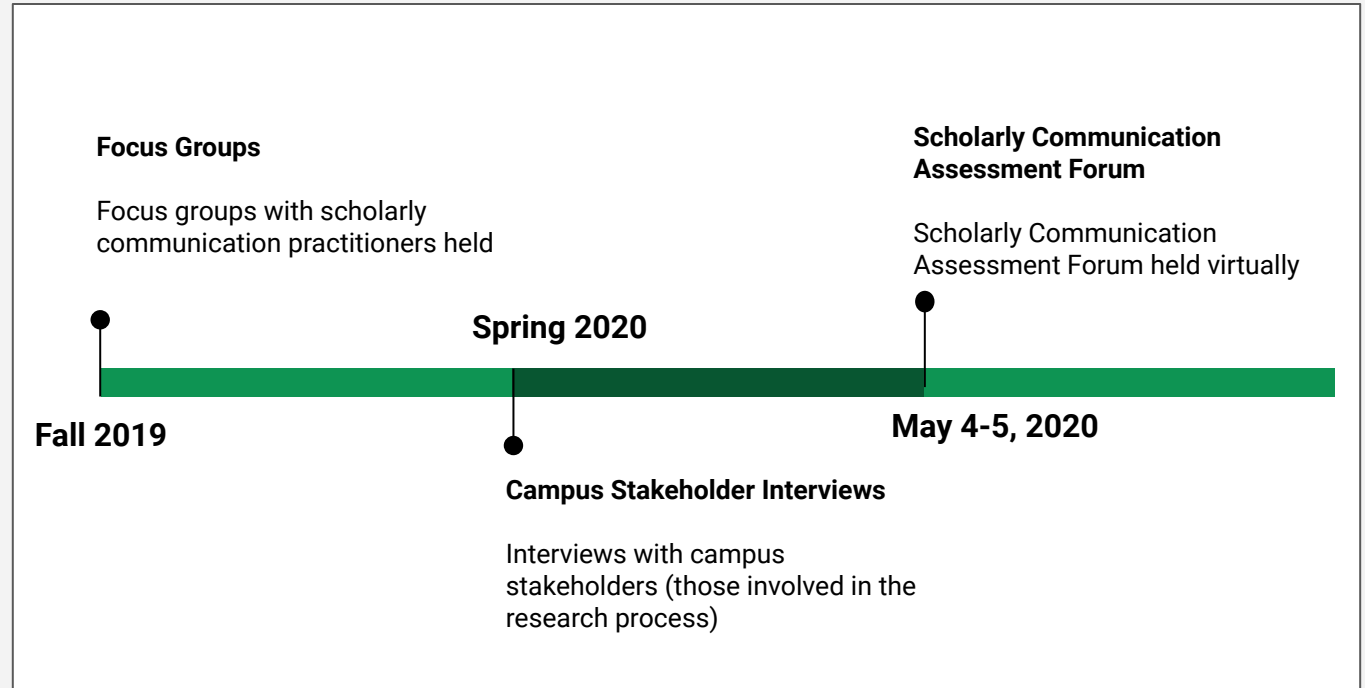 Focus Groups
Focus groups with scholarly
communication practitioners held
Fall 2019
Spring 2020
Campus Stakeholder Interviews
Interviews with campus
stakeholders (those involved in the
research process)
Scholarly Communication
Assessment Forum
Scholarly Communication
Assessment Forum held virtually
May 4-5, 2020